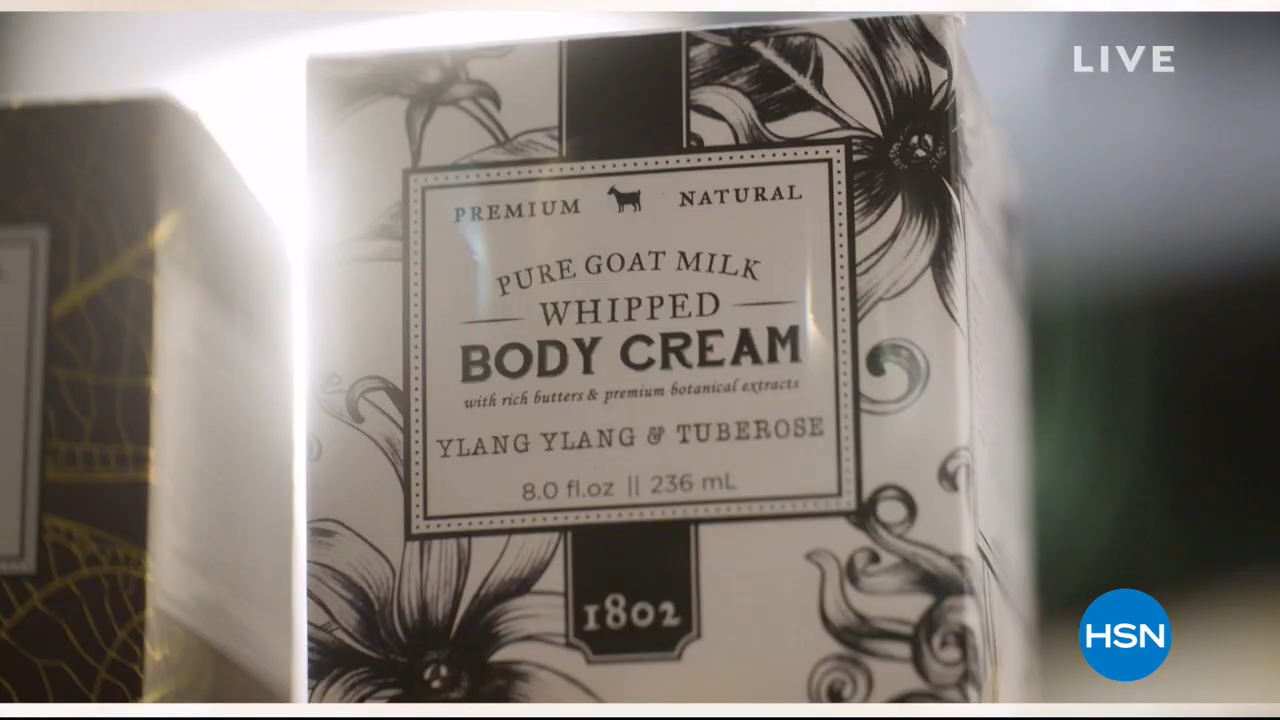 LIVE
PREMIUM NATURAL
PURE GOAT MILK
WHIPPED
BODY CREAM
with rich butters & premium botanical extracts
YLANG YLANG & TUBEROSE
8.0 fl.oz || 236 mL
1802
HSN